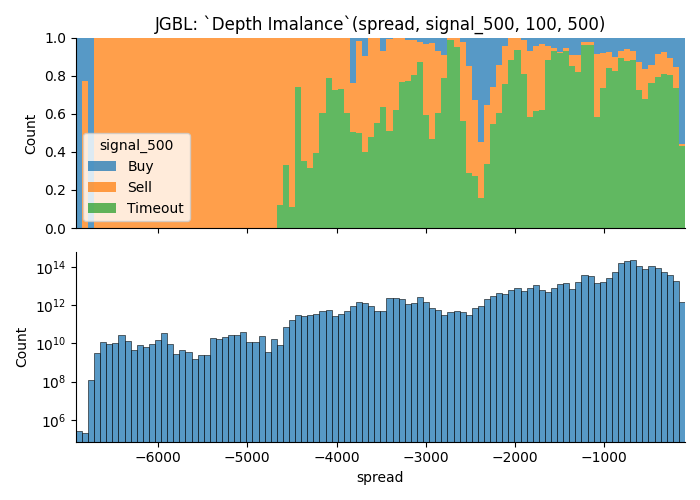 JGBL: `Depth Imalance`(spread, signal_500, 100, 500)
1.0
0.8
0.6
0.4
0.2
0.0
Count
signal_500
Buy
Sell
Timeout
10^14
10^12
10^10
10^8
10^6
Count
−6000 −5000 −4000 −3000 −2000 −1000
spread